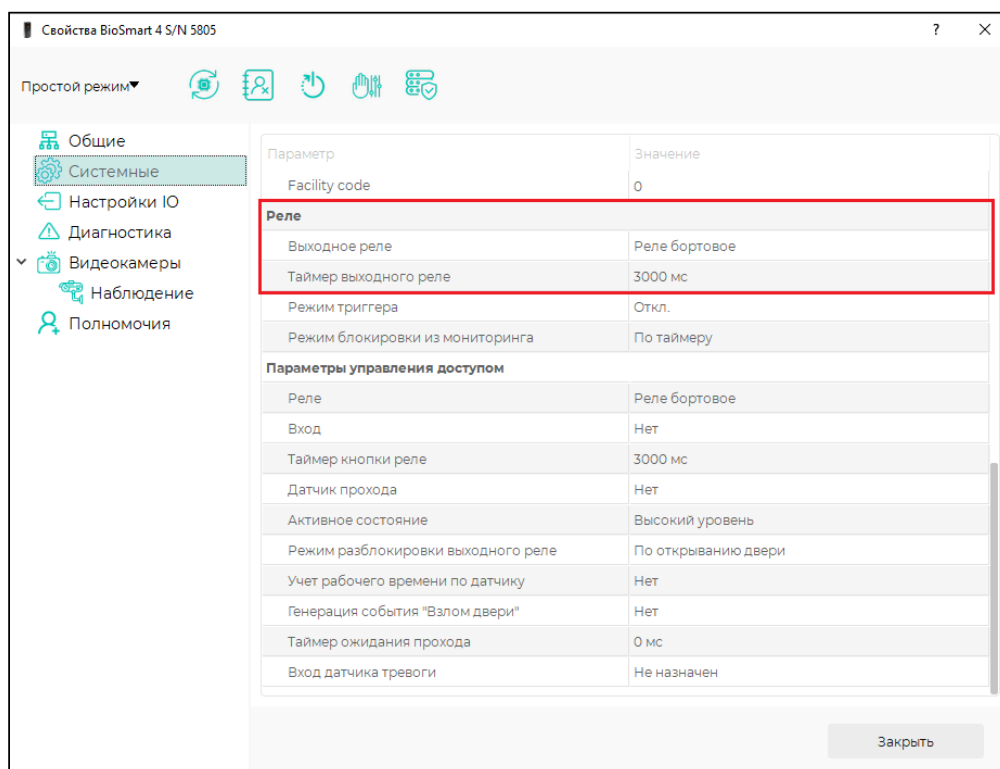 Свойства BioSmart 4 S/N 5805 ?
Простой режим
Общие
Системные
Настройки IO
Диагностика
Видеокамеры
Наблюдение
Полномочия
Параметр Значение
Facility code 0
Реле
Выходное реле Реле бортовое
Таймер выходного реле 3000 мс
Режим триггера Откл.
Режим блокировки из мониторинга По таймеру
Параметры управления доступом
Реле Реле бортовое
Вход Нет
Таймер кнопки реле 3000 мс
Датчик прохода Нет
Активное состояние Высокий уровень
Режим разблокировки выходного реле По открыванию двери
Учет рабочего времени по датчику Нет
Генерация события "Взлом двери" Нет
Таймер ожидания прохода 0 мс
Вход датчика тревоги Не назначен
Закрыть